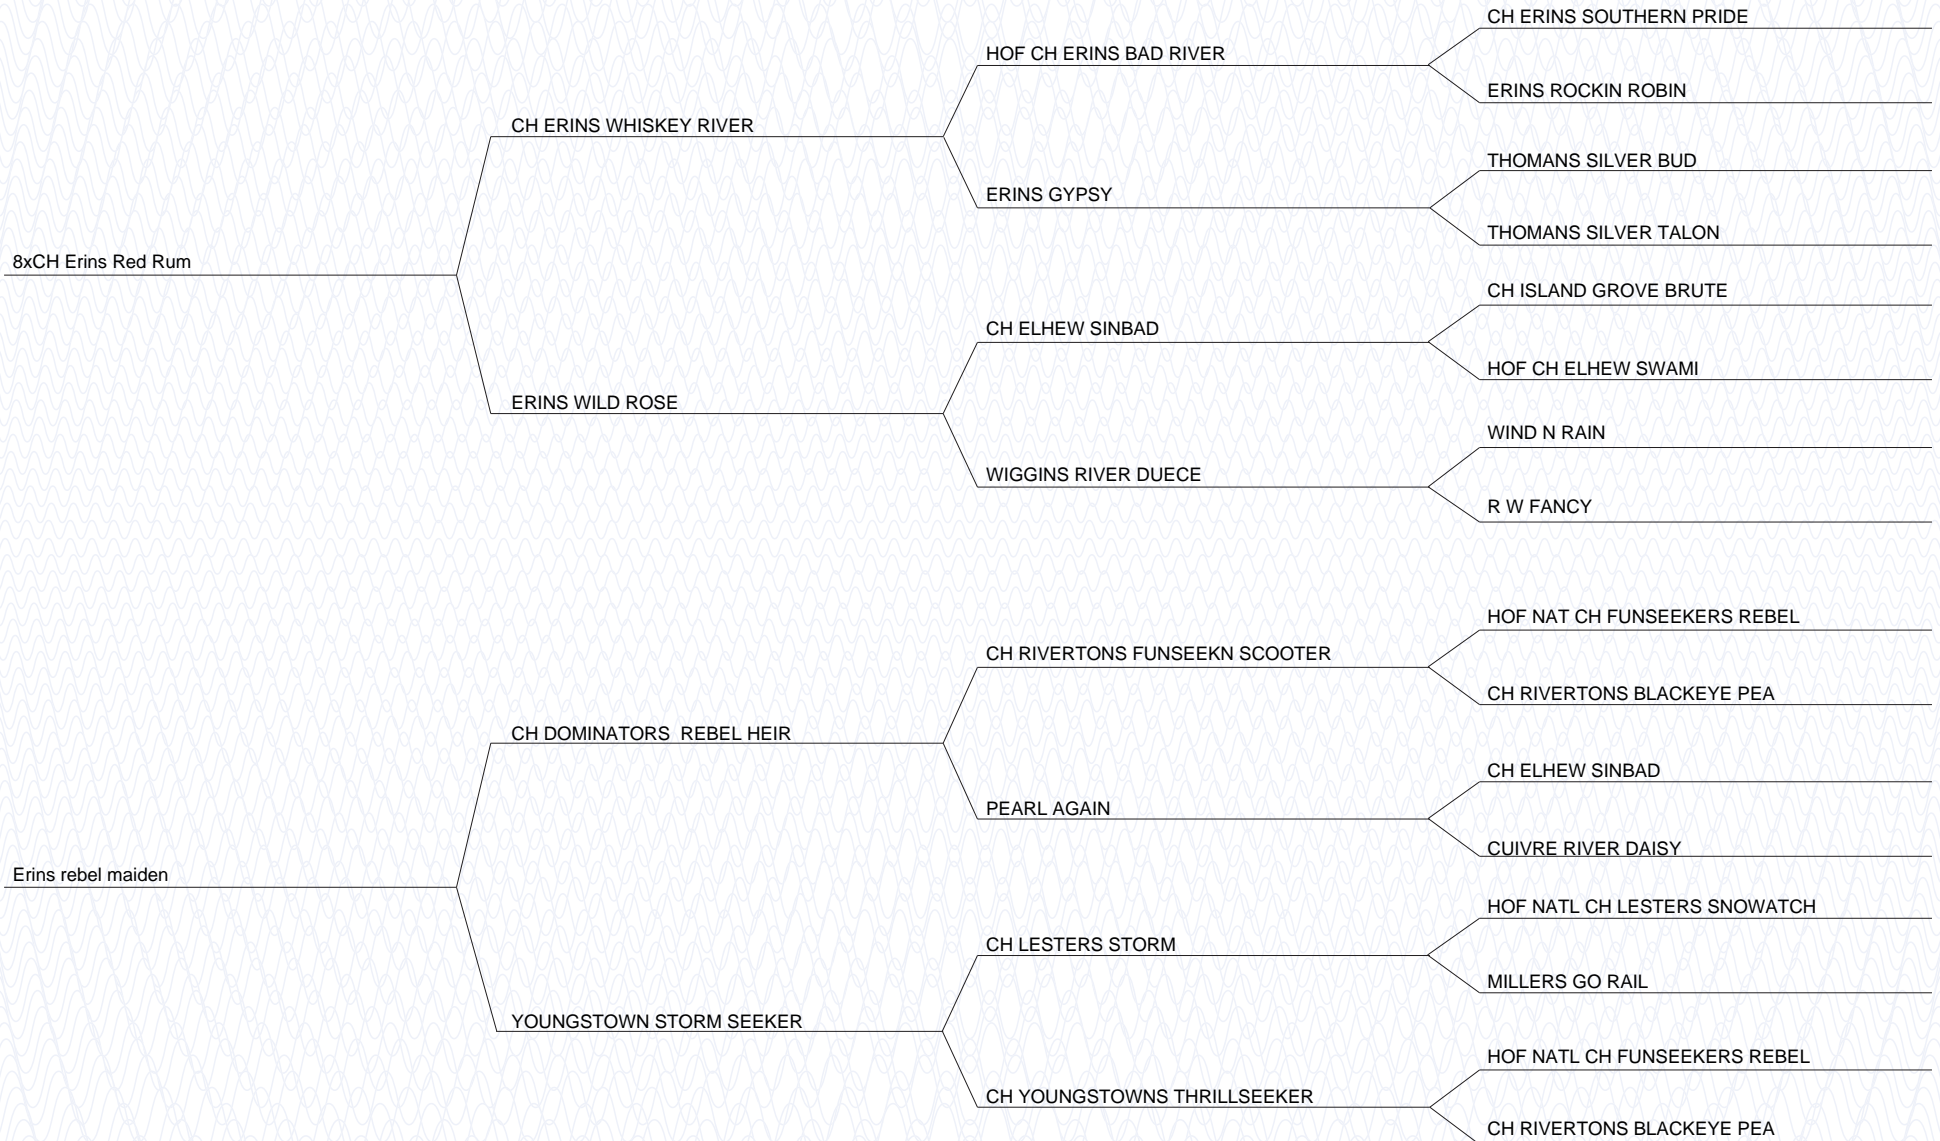 8xCH Erins Red Rum
CH ERINS WHISKEY RIVER
HOF CH ERINS BAD RIVER
CH ERINS SOUTHERN PRIDE
ERINS ROCKIN ROBIN
ERINS GYPSY
THOMANS SILVER BUD
THOMANS SILVER TALON
ERINS WILD ROSE
CH ELHEW SINBAD
CH ISLAND GROVE BRUTE
HOF CH ELHEW SWAMI
WIGGINS RIVER DUECE
WIND N RAIN
R W FANCY
Erins rebel maiden
CH DOMINATORS  REBEL HEIR
CH RIVERTONS FUNSEEKN SCOOTER
HOF NAT CH FUNSEEKERS REBEL
CH RIVERTONS BLACKEYE PEA
PEARL AGAIN
CH ELHEW SINBAD
CUIVRE RIVER DAISY
YOUNGSTOWN STORM SEEKER
CH LESTERS STORM
HOF NATL CH LESTERS SNOWATCH
MILLERS GO RAIL
CH YOUNGSTOWNS THRILLSEEKER
HOF NATL CH FUNSEEKERS REBEL
CH RIVERTONS BLACKEYE PEA